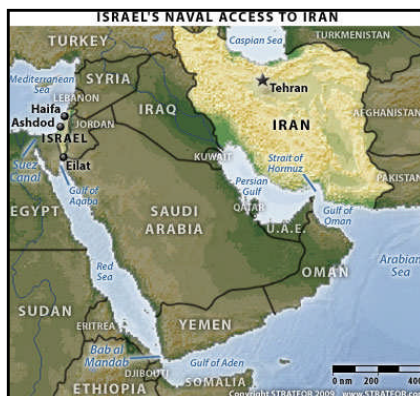 ISRAEL'S NAVAL ACCESS TO IRAN
TURKEY
Caspian Sea
TURKMENISTAN
Mediterranean
Sea
SYRIA
LEBANON
Tehran
Haifa
Ashdod
ISRAEL
JORDAN
IRAQ
IRAN
AFGHANISTAN
Suez
Canal
Eilat
KUWAIT
Strait of
Hormuz
PAKISTAN
Gulf of
Aqaba
Persian
Gulf
EGYPT
QATAR
Gulf of
Oman
SAUDI
ARABIA
U.A.E.
Red
Sea
OMAN
Arabian
Sea
SUDAN
ERITREA
YEMEN
Bab al
Mandab
Gulf of Aden
DJIBOUTI
ETHIOPIA
SOMALIA
0 nm 200 400
Copyright STRATFOR 2009 www.STRATFOR.com